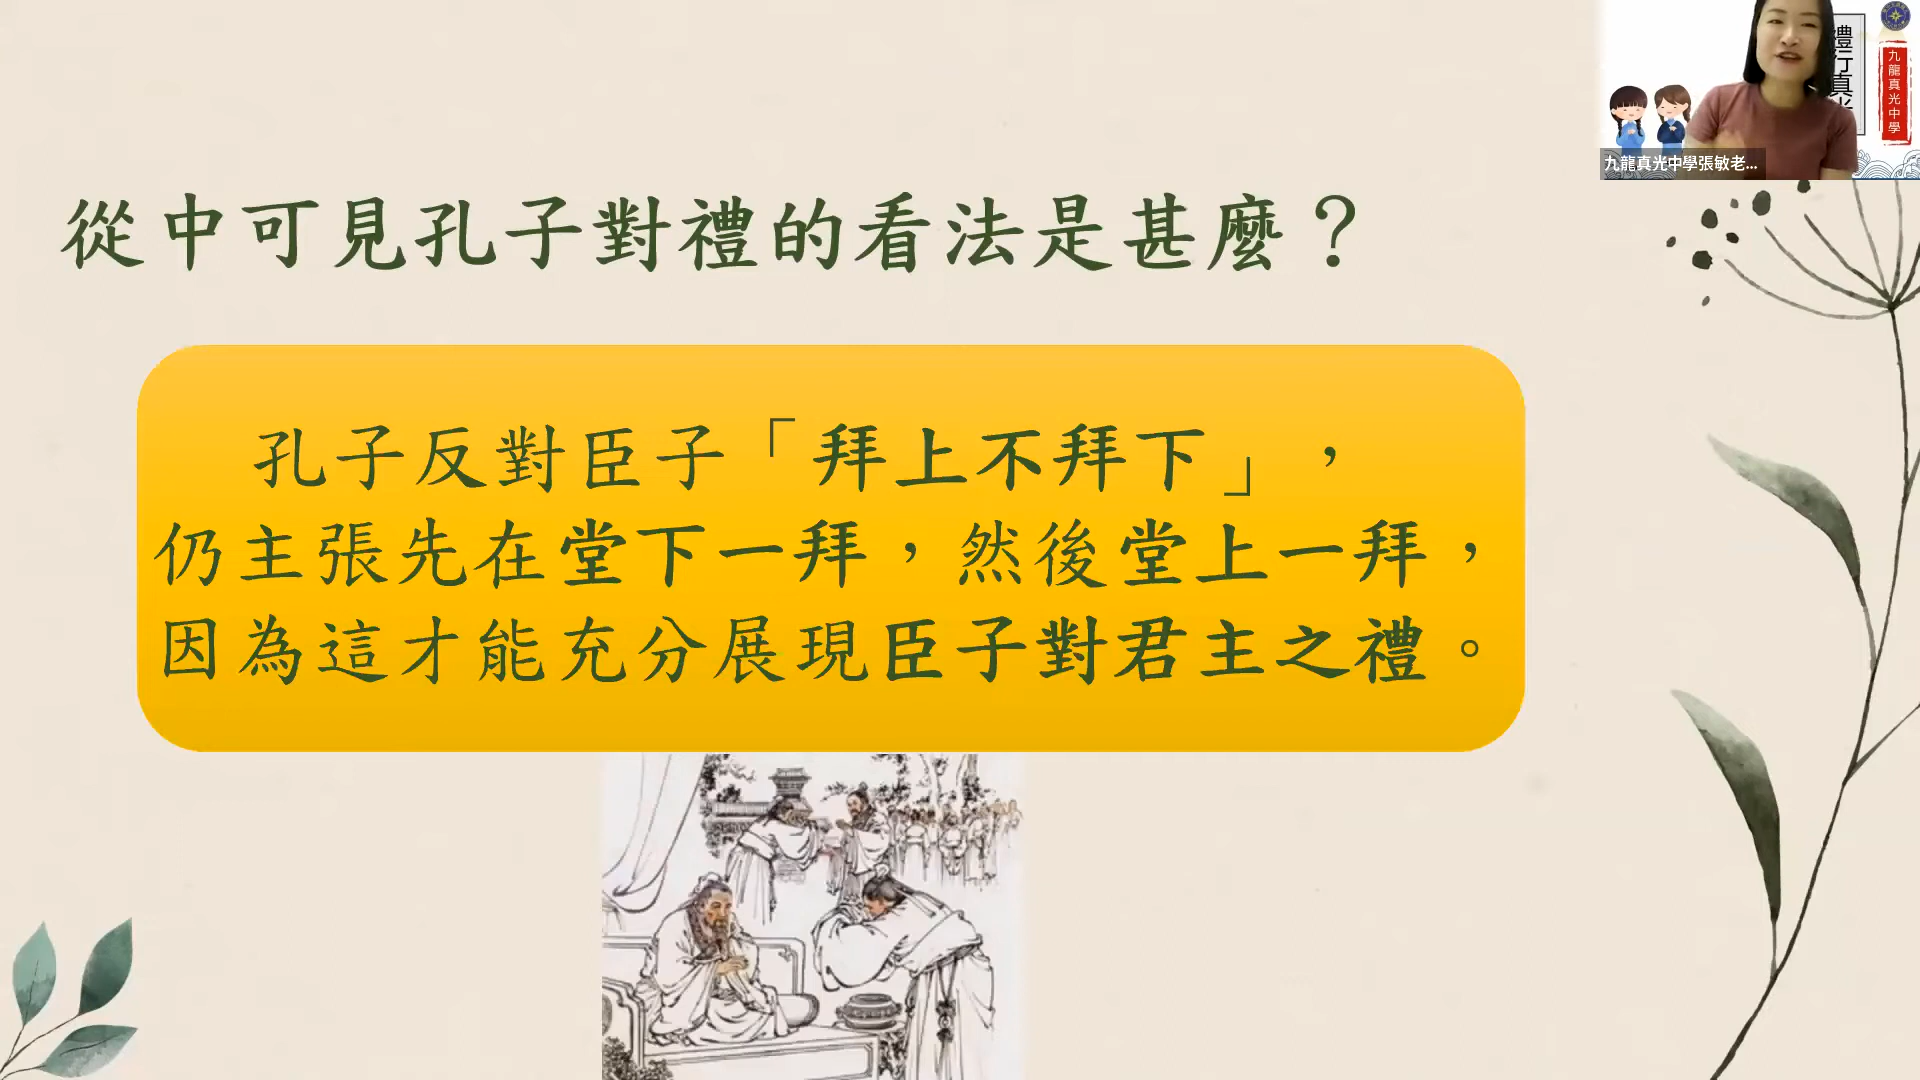 從中可見孔子對禮的看法是甚麼？
孔子反對臣子「拜上不拜下」，
仍主張先在堂下一拜，然後堂上一拜，
因為這才能充分展現臣子對君主之禮。
禮行真
九龍真光中學
九龍真光中學張敏老...